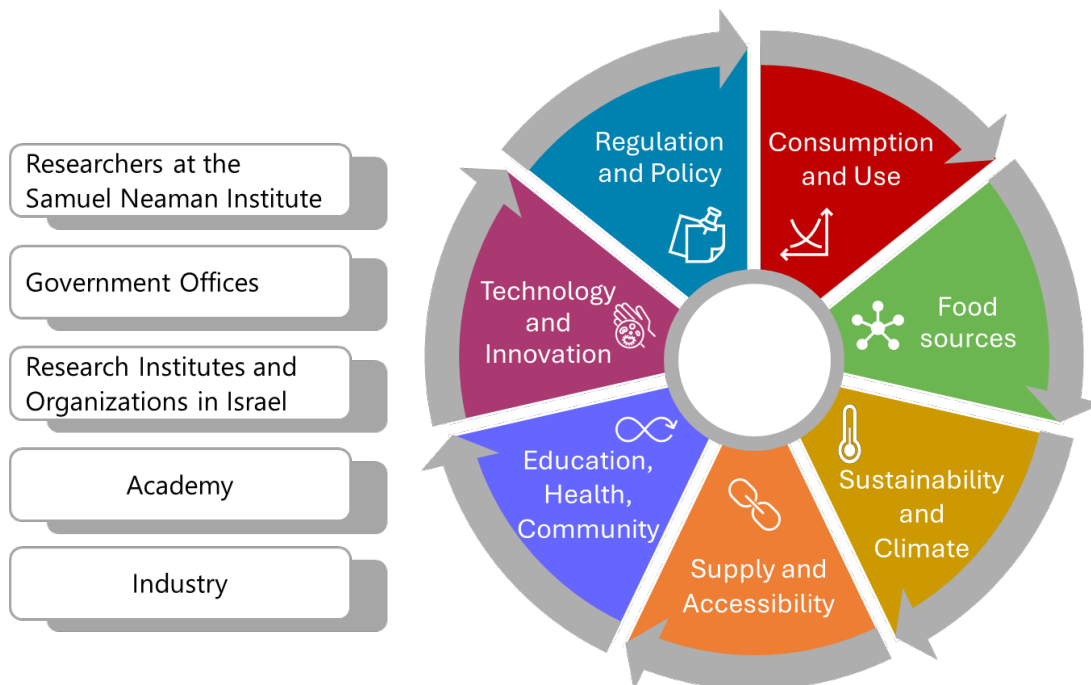 Researchers at the
Samuel Neaman Institute
Government Offices
Research Institutes and
Organizations in Israel
Academy
Industry
Regulation
and Policy
Consumption
and Use
Food
sources
Sustainability
and
Climate
Supply and
Accessibility
Education,
Health,
Community
Technology
and
Innovation